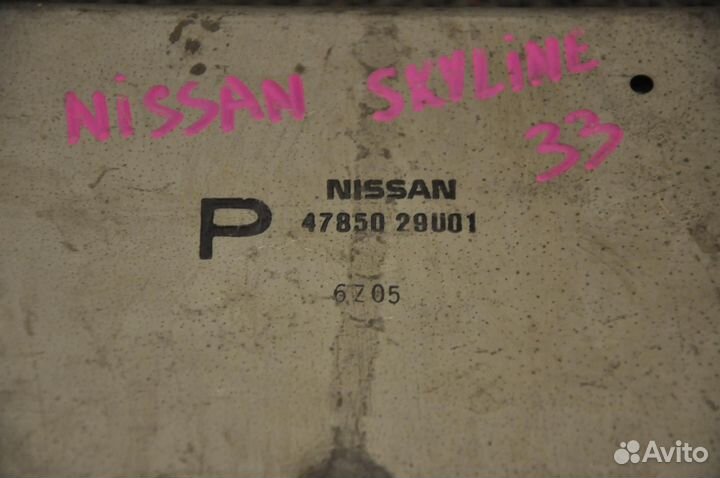 NISSAN SKYLINE
33
NISSAN
P 47850 29U01
6Z05
Avito